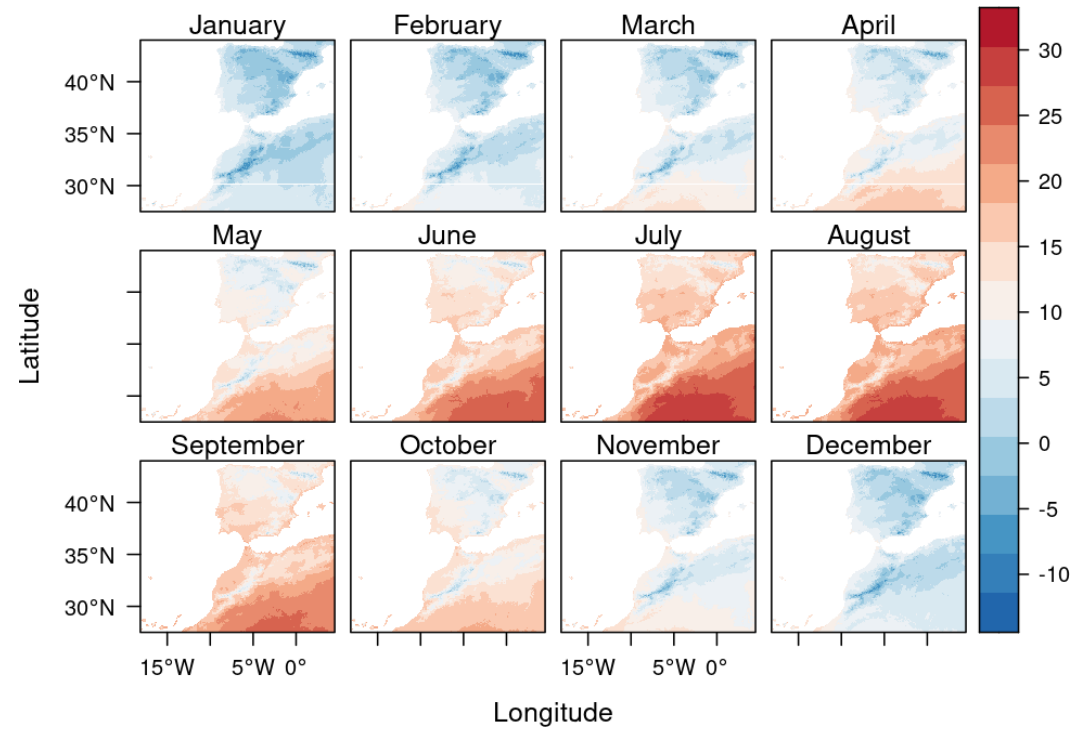 January February March April
40°N
35°N
30°N
May June July August
September October November December
40°N
35°N
30°N
15°W 5°W 0° 15°W 5°W 0°
Latitude
Longitude
30
25
20
15
10
5
0
-5
-10